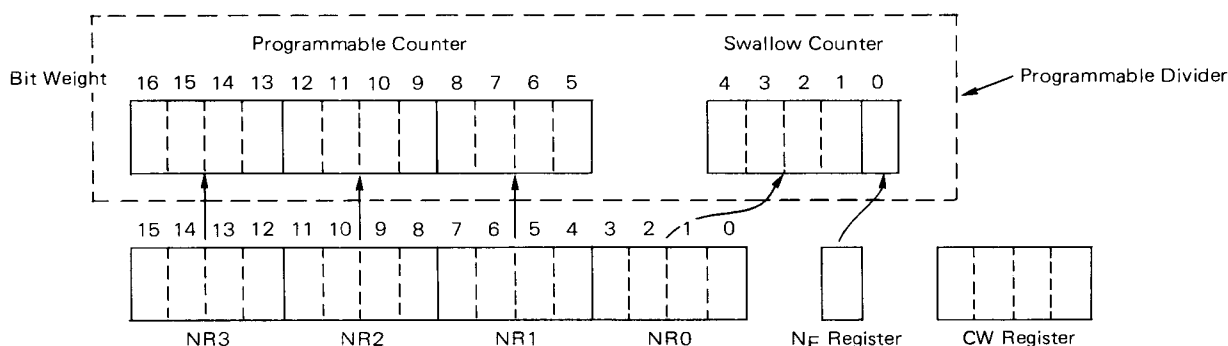 Programmable Counter
Swallow Counter
Bit Weight
16 15 14 13 12 11 10 9 8 7 6 5
4 3 2 1 0
Programmable Divider
15 14 13 12 11 10 9 8 7 6 5 4 3 2 1 0
NR3 NR2 NR1 NR0 NF Register CW Register